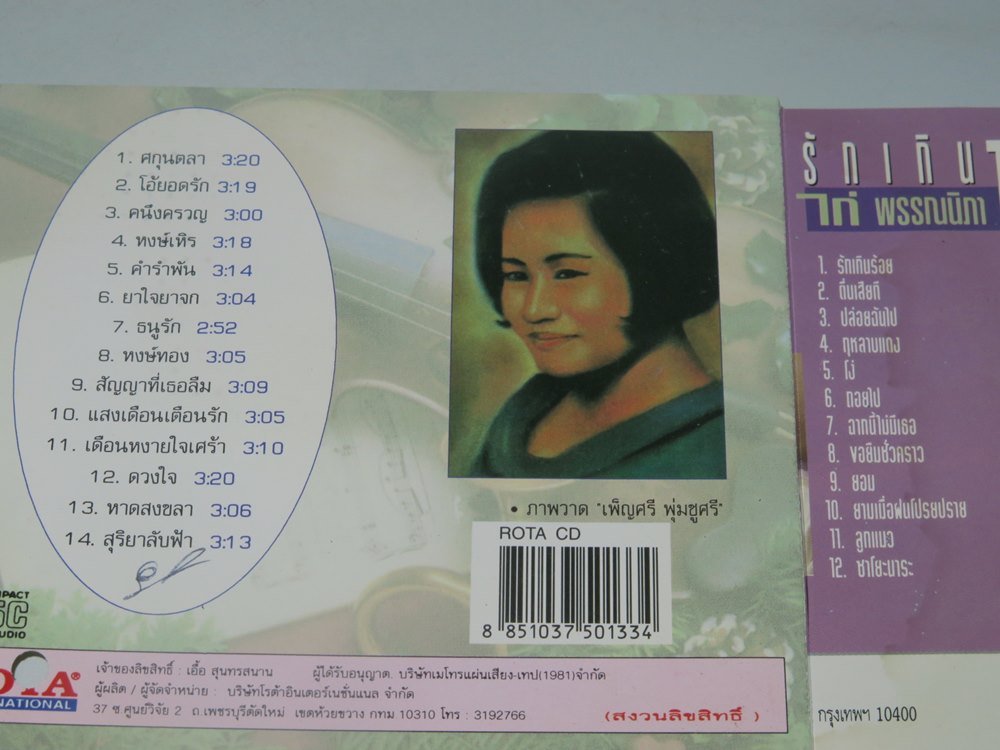 1. ศกุนตลา 3:20
2. โอ้ยอดรัก 3:19
3. คนึงครวญ 3:00
4. หงษ์เหิร 3:18
5. คำรำพัน 3:14
6. ยาใจยาจก 3:04
7. ธนูรัก 2:52
8. หงษ์ทอง 3:05
9. สัญญาที่เธอลืม 3:09
10. แสงเดือนเตือนรัก 3:05
11. เดือนหงายใจเศร้า 3:10
12. ดวงใจ 3:20
13. หาดสงขลา 3:06
14. สุริยาลับฟ้า 3:13
• ภาพวาด "เพ็ญศรี พุ่มชูศรี"
ROTA CD
8 851037 501334
เจ้าของลิขสิทธิ์ : เอื้อ สุนทรสนาน ผู้ได้รับอนุญาต. บริษัทเมโทรแผ่นเสียง-เทป(1981)จำกัด
ผู้ผลิต / ผู้จัดจำหน่าย : บริษัทโรต้าอินเตอร์เนชั่นแนล จำกัด
37 ซ.ศูนย์วิจัย 2 ถ.เพชรบุรีตัดใหม่ เขตห้วยขวาง กทม 10310 โทร : 3192766
(สงวนลิขสิทธิ์)
รักเกิน
ไก่ พรรณนิภา
1. รักเกินร้อย
2. ตื่นเสียที
3. ปล่อยฉันไป
4. กุหลาบแดง
5. โง่
6. ถอยไป
7. ฉากนี้ไม่มีเธอ
8. ขอยืมชั่วคราว
9. ยอม
10. ยามเมื่อฝนโปรยปราย
11. ลูกแมว
12. ซาโยะนาระ
กรุงเทพฯ 10400